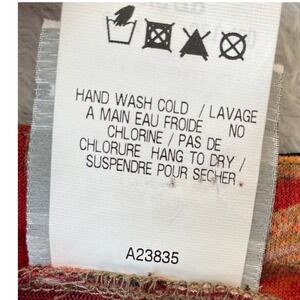 HAND WASH COLD / LAVAGE
A MAIN EAU FROIDE NO
CHLORINE / PAS DE
CHLORURE HANG TO DRY /
SUSPENDRE POUR SECHER
A23835